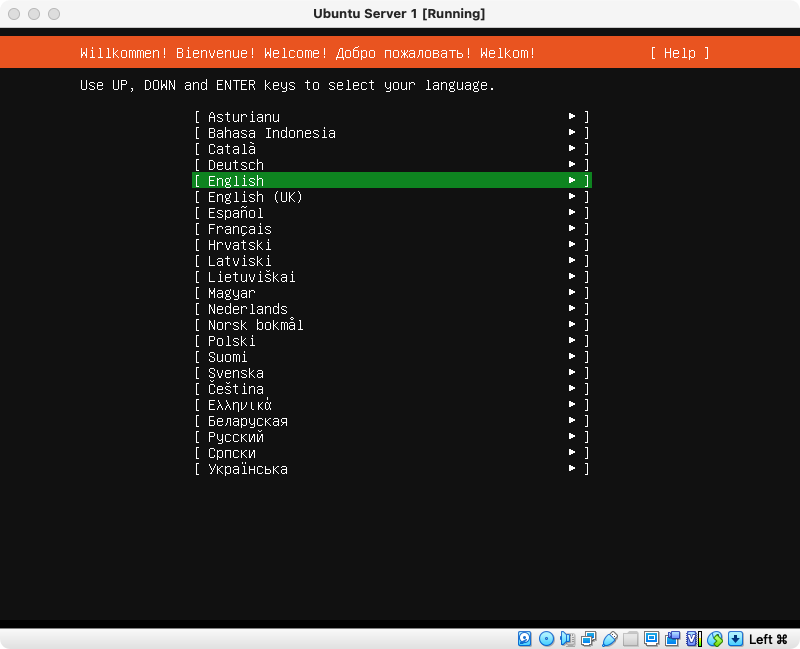 Ubuntu Server 1 [Running]
Willkommen! Bienvenue! Welcome! Добро пожаловать! Welkom! [ Help ]
Use UP, DOWN and ENTER keys to select your language.
[ Asturianu ▸ ]
[ Bahasa Indonesia ▸ ]
[ Català ▸ ]
[ Deutsch ▸ ]
[ English ▸ ]
[ English (UK) ▸ ]
[ Español ▸ ]
[ Français ▸ ]
[ Hrvatski ▸ ]
[ Latviski ▸ ]
[ Lietuviškai ▸ ]
[ Magyar ▸ ]
[ Nederlands ▸ ]
[ Norsk bokmål ▸ ]
[ Polski ▸ ]
[ Suomi ▸ ]
[ Svenska ▸ ]
[ Čeština ▸ ]
[ Ελληνικά ▸ ]
[ Беларуская ▸ ]
[ Русский ▸ ]
[ Српски ▸ ]
[ Українська ▸ ]
Left ⌘